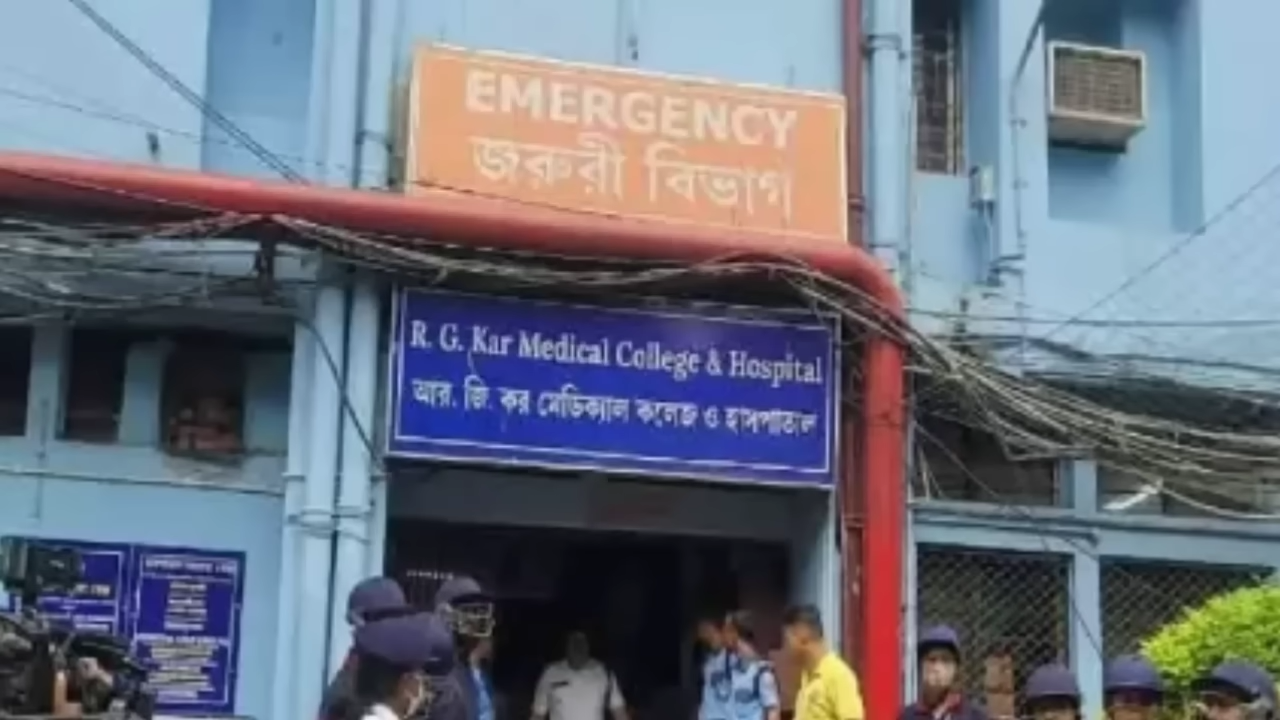 EMERGENCY
জরুরী বিভাগ
R. G. Kar Medical College & Hospital
আর. জি. কর মেডিক্যাল কলেজ ও হাসপাতাল